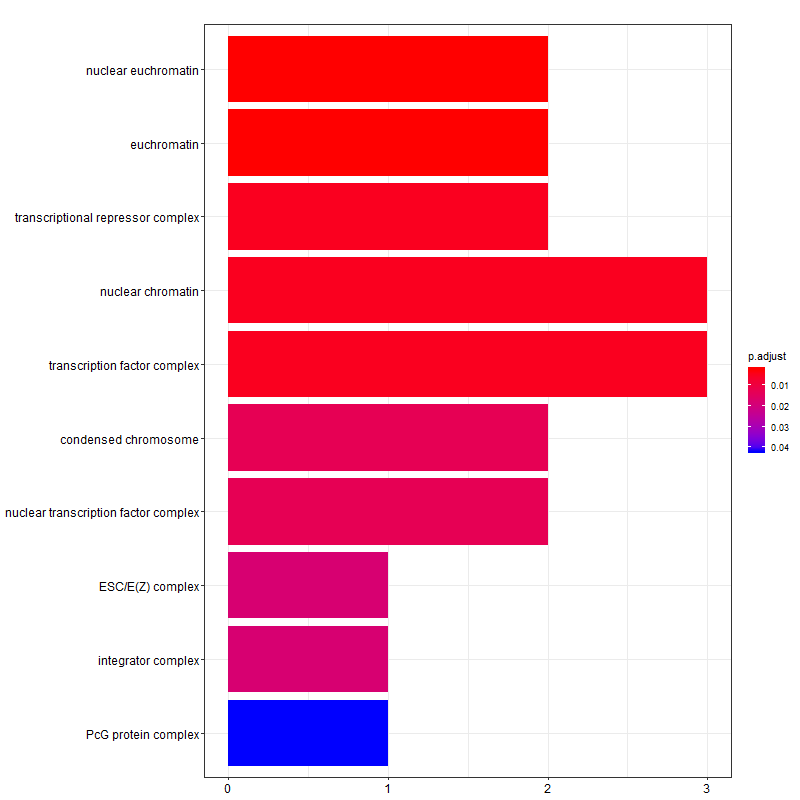 nuclear euchromatin
euchromatin
transcriptional repressor complex
nuclear chromatin
transcription factor complex
condensed chromosome
nuclear transcription factor complex
ESC/E(Z) complex
integrator complex
PcG protein complex
0 1 2 3
p.adjust
0.01
0.02
0.03
0.04